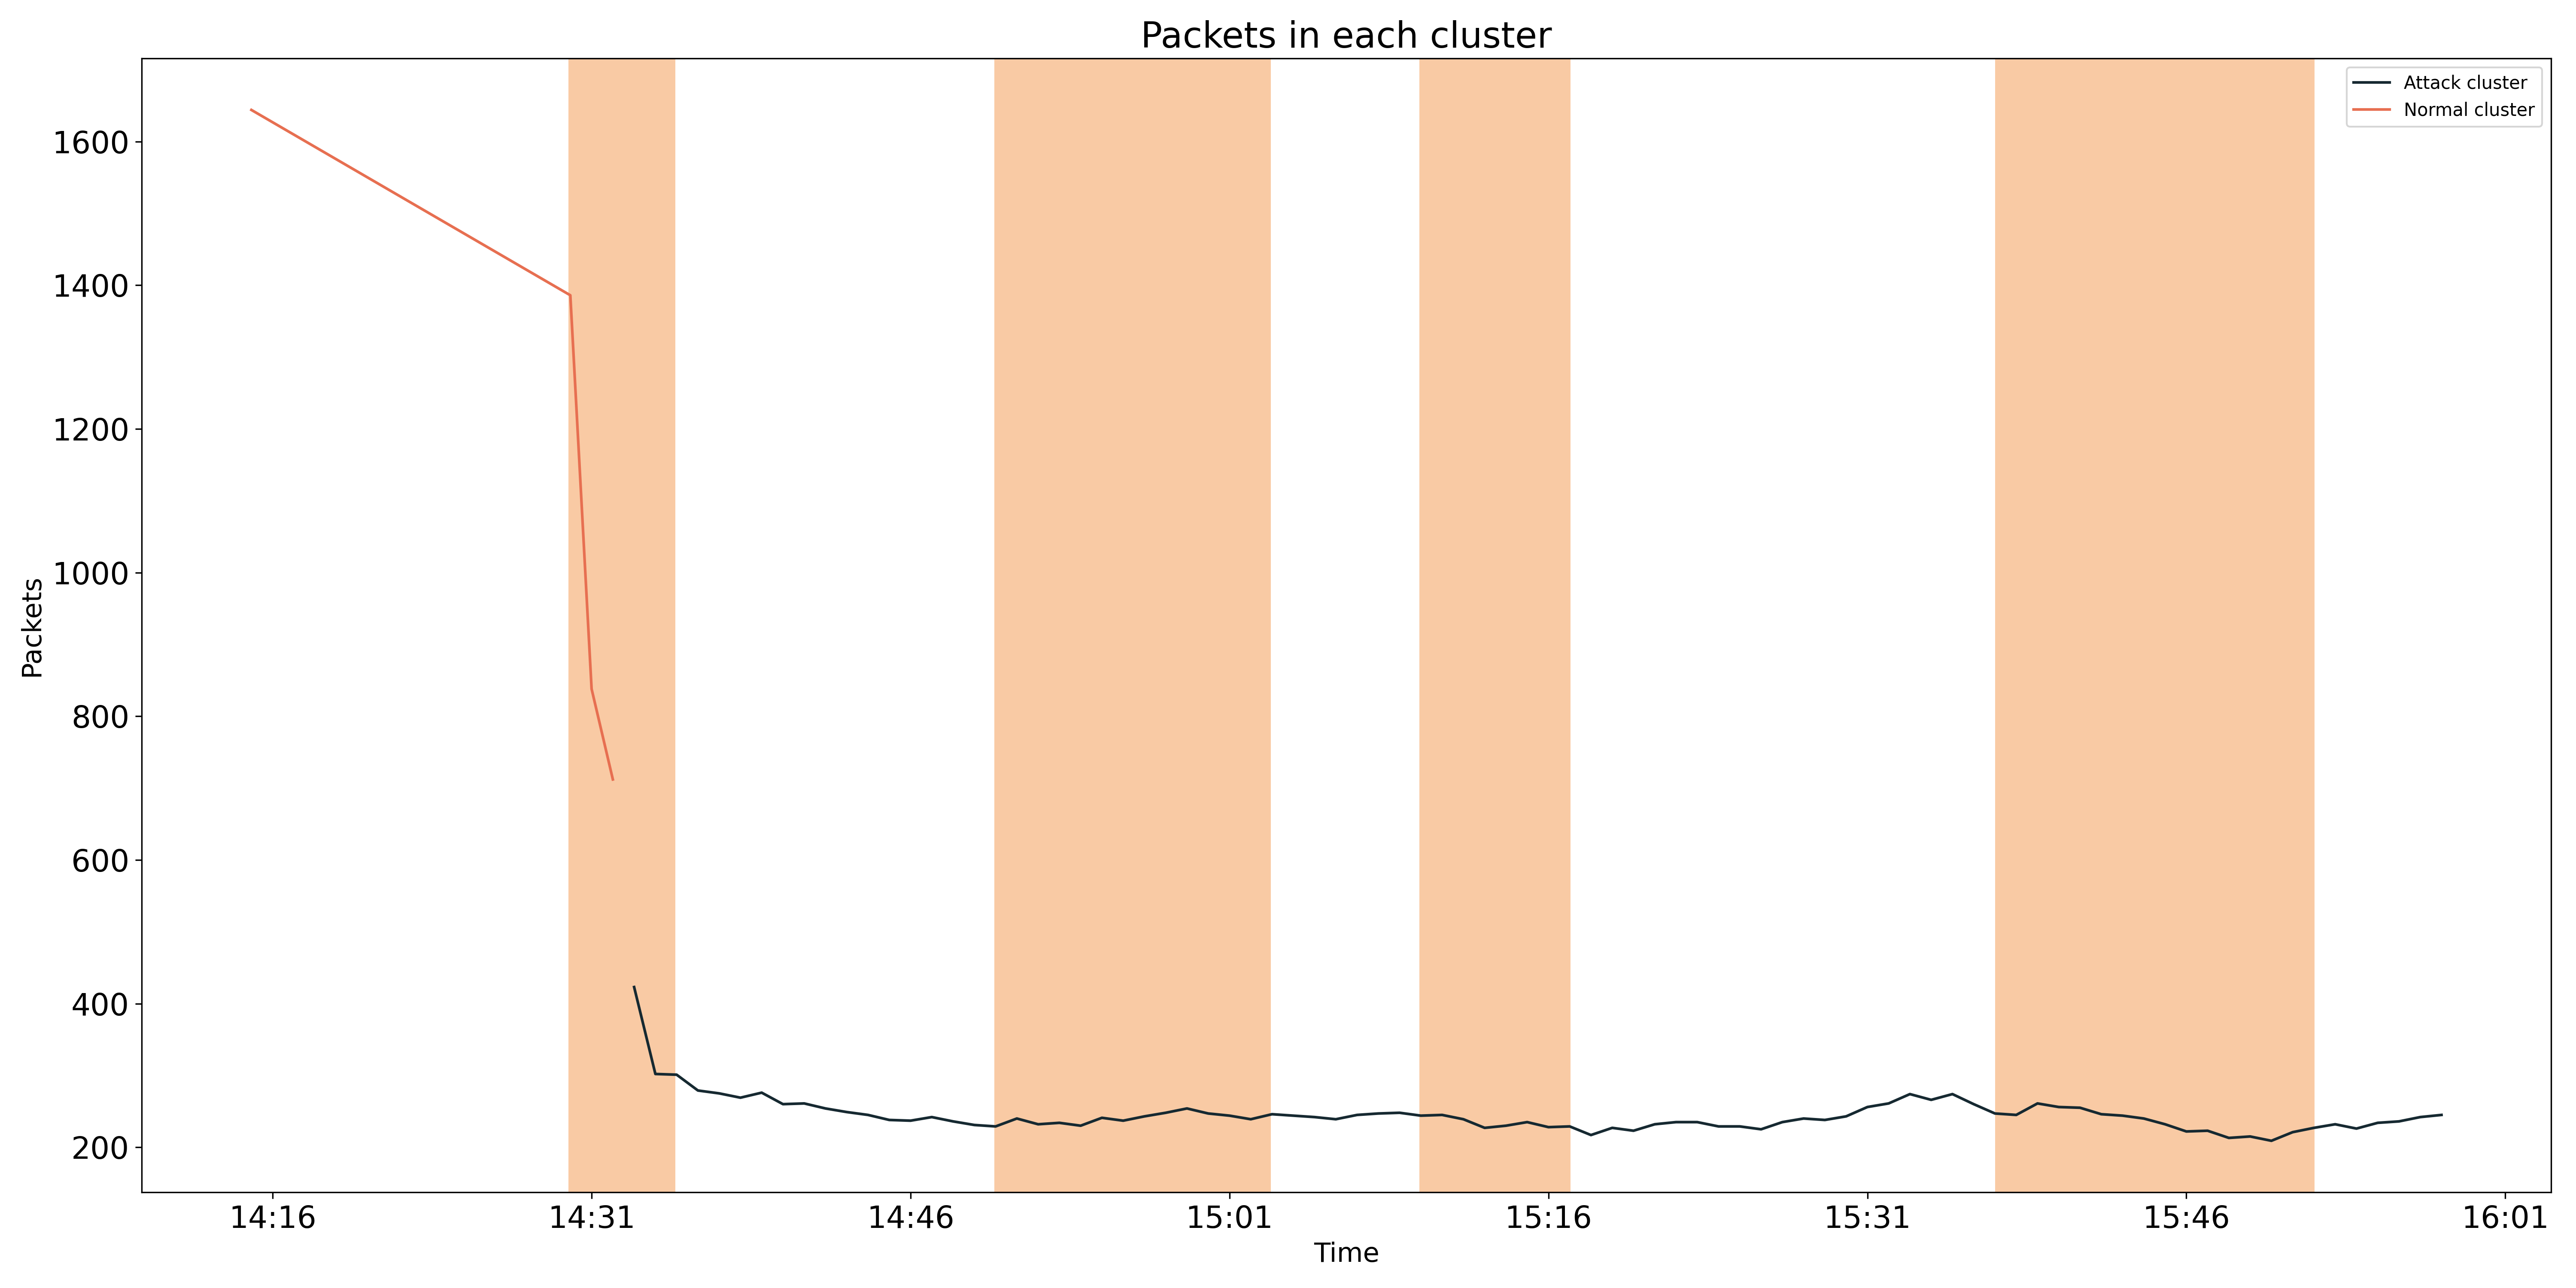 Packets in each cluster
Attack cluster
Normal cluster
1600
1400
1200
1000
800
600
400
200
Packets
14:16 14:31 14:46 15:01 15:16 15:31 15:46 16:01
Time